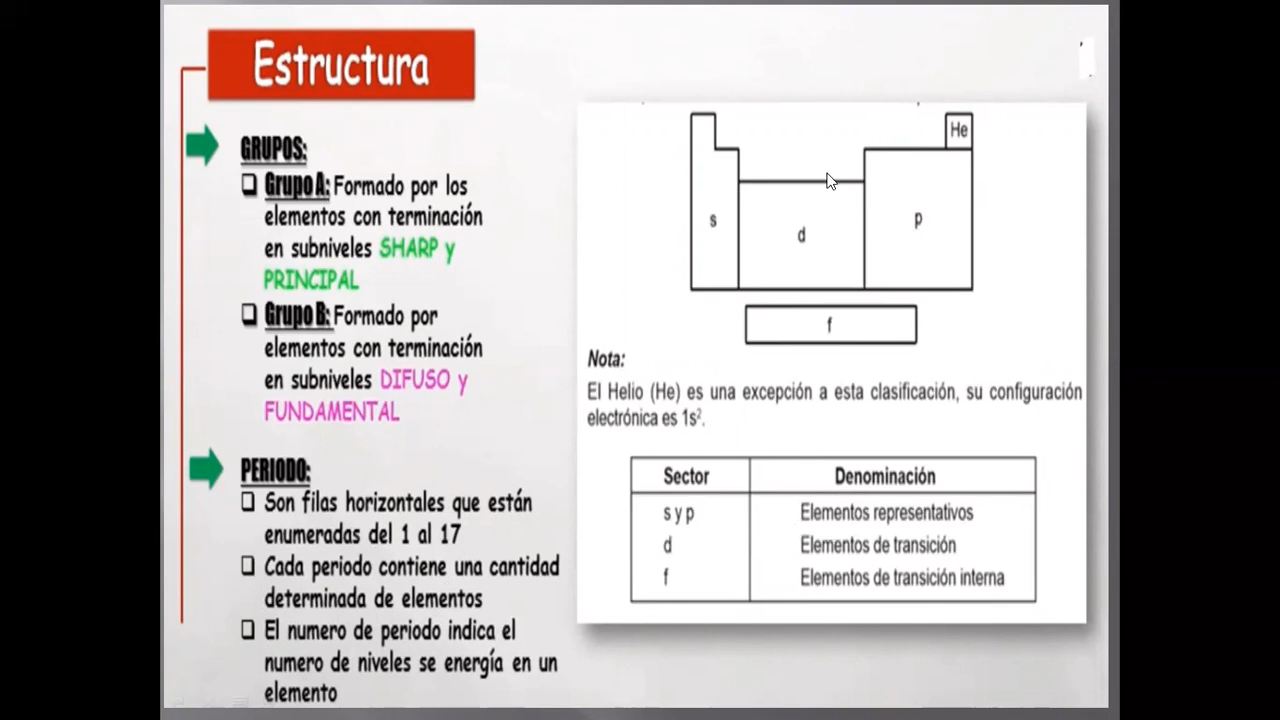 Estructura
GRUPOS:
Grupo A: Formado por los
elementos con terminación
en subniveles SHARP y
PRINCIPAL
Grupo B: Formado por
elementos con terminación
en subniveles DIFUSO y
FUNDAMENTAL
PERIODO:
Son filas horizontales que están
enumeradas del 1 al 17
Cada periodo contiene una cantidad
determinada de elementos
El numero de periodo indica el
numero de niveles se energía en un
elemento
He
s
d
p
f
Nota:
El Helio (He) es una excepción a esta clasificación, su configuración
electrónica es 1s².
Sector Denominación
s y p Elementos representativos
d Elementos de transición
f Elementos de transición interna